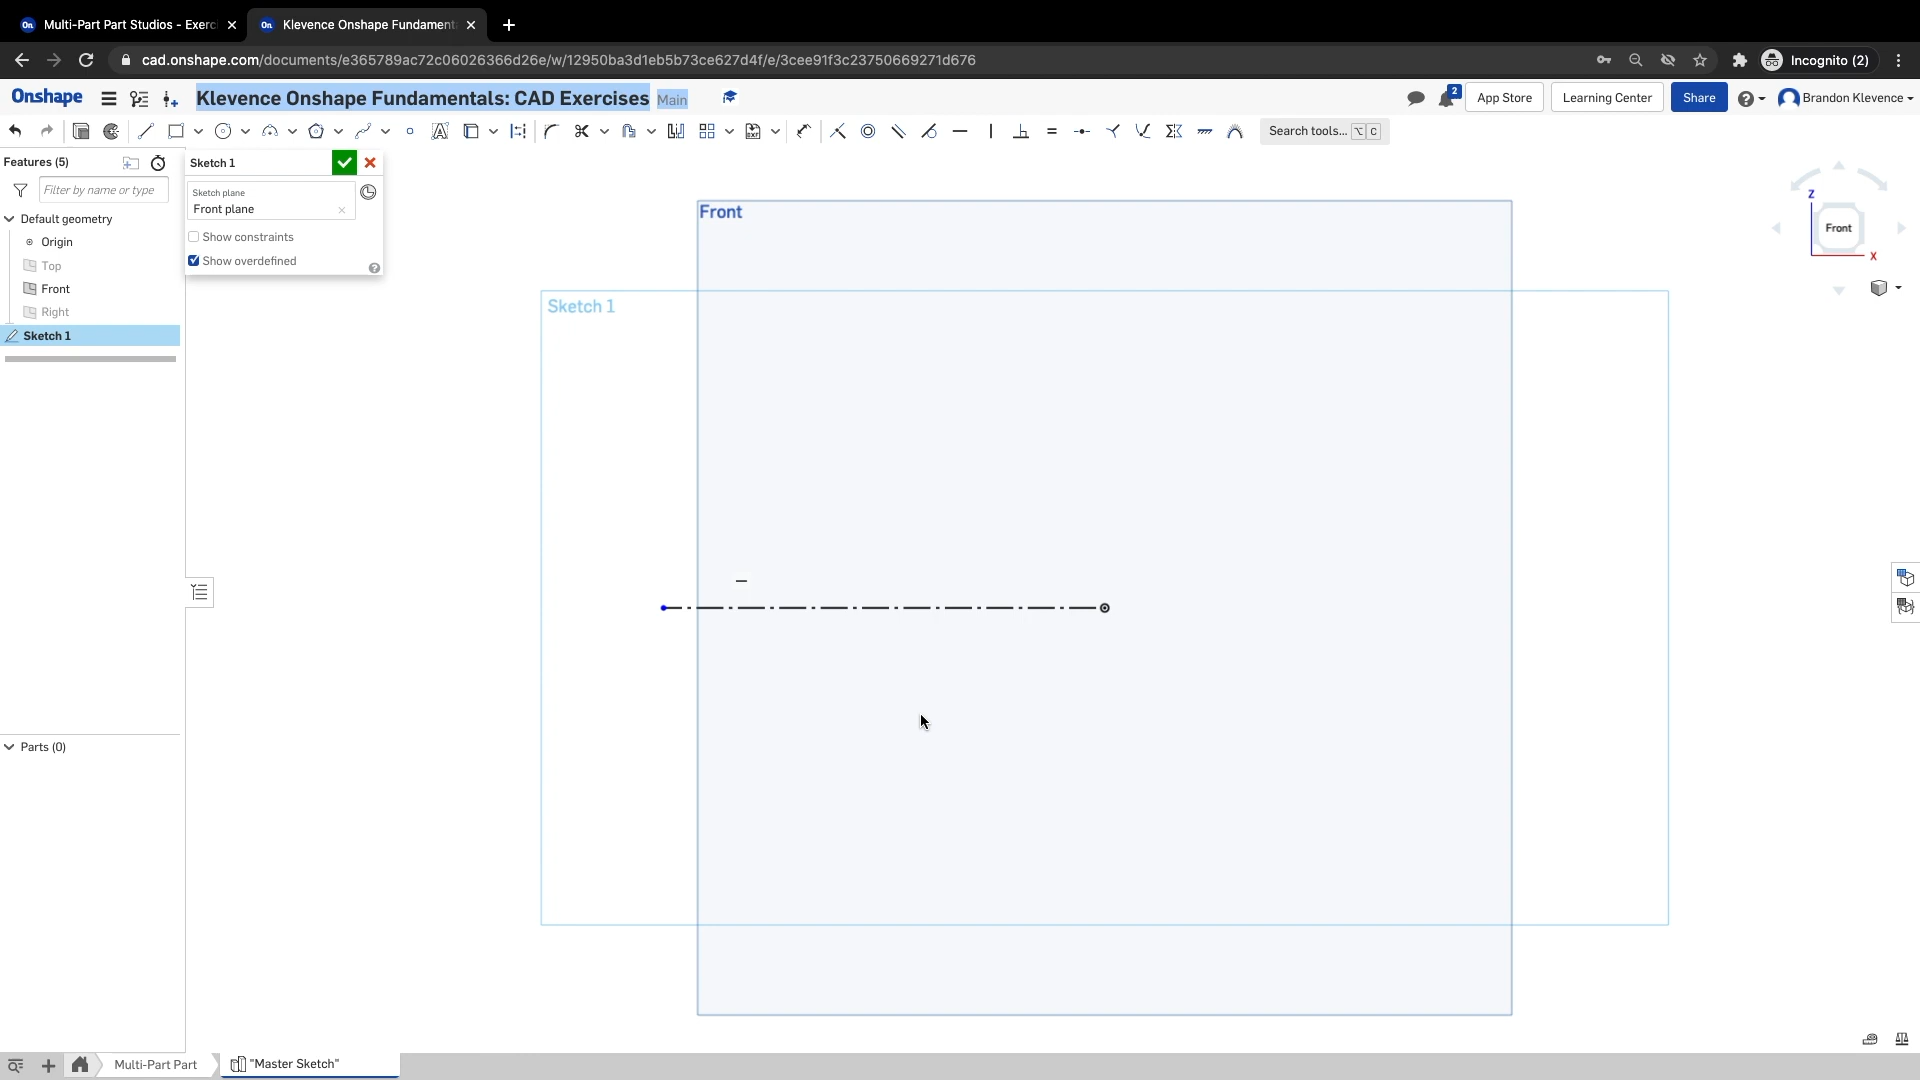 Multi-Part Part Studios - Exerc
Klevence Onshape Fundament
cad.onshape.com/documents/e365789ac72c06026366d26e/w/12950ba3d1eb5b73ce627d4f/e/3cee91f3c23750669271d676
Incognito (2)
Onshape
Klevence Onshape Fundamentals: CAD Exercises Main
2
App Store
Learning Center
Share
Brandon Klevence
Search tools... ⌥ C
Features (5)
Filter by name or type
Default geometry
Origin
Top
Front
Right
Sketch 1
Parts (0)
Sketch 1
Sketch plane
Front plane
Show constraints
Show overdefined
Front
Sketch 1
Z
Front
X
Multi-Part Part
"Master Sketch"